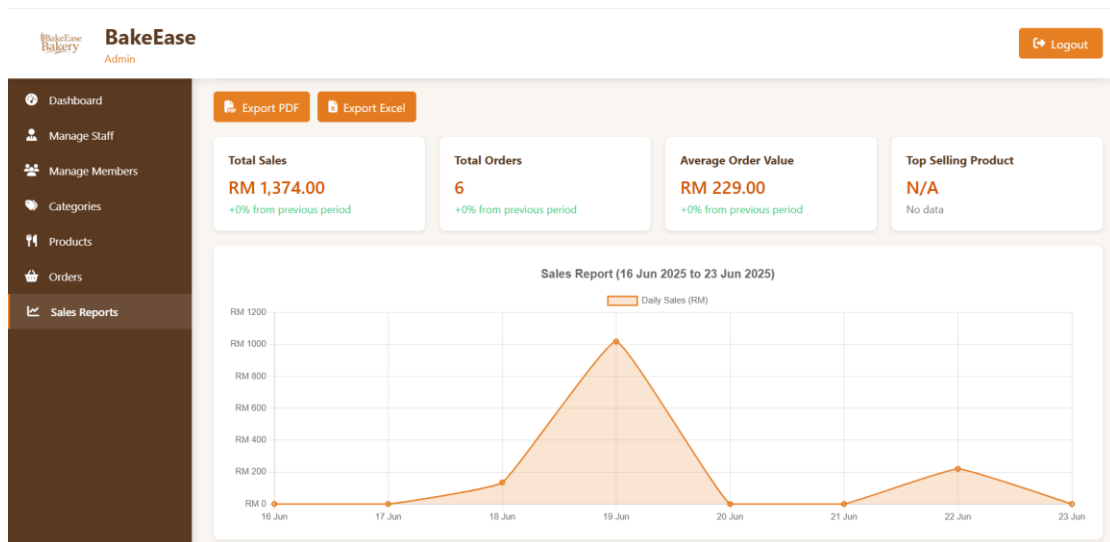 BakeEase
Bakery
BakeEase
Admin
Logout
Dashboard
Manage Staff
Manage Members
Categories
Products
Orders
Sales Reports
Export PDF
Export Excel
Total Sales
RM 1,374.00
+0% from previous period
Total Orders
6
+0% from previous period
Average Order Value
RM 229.00
+0% from previous period
Top Selling Product
N/A
No data
Sales Report (16 Jun 2025 to 23 Jun 2025)
Daily Sales (RM)
RM 1200
RM 1000
RM 800
RM 600
RM 400
RM 200
RM 0
16 Jun 17 Jun 18 Jun 19 Jun 20 Jun 21 Jun 22 Jun 23 Jun